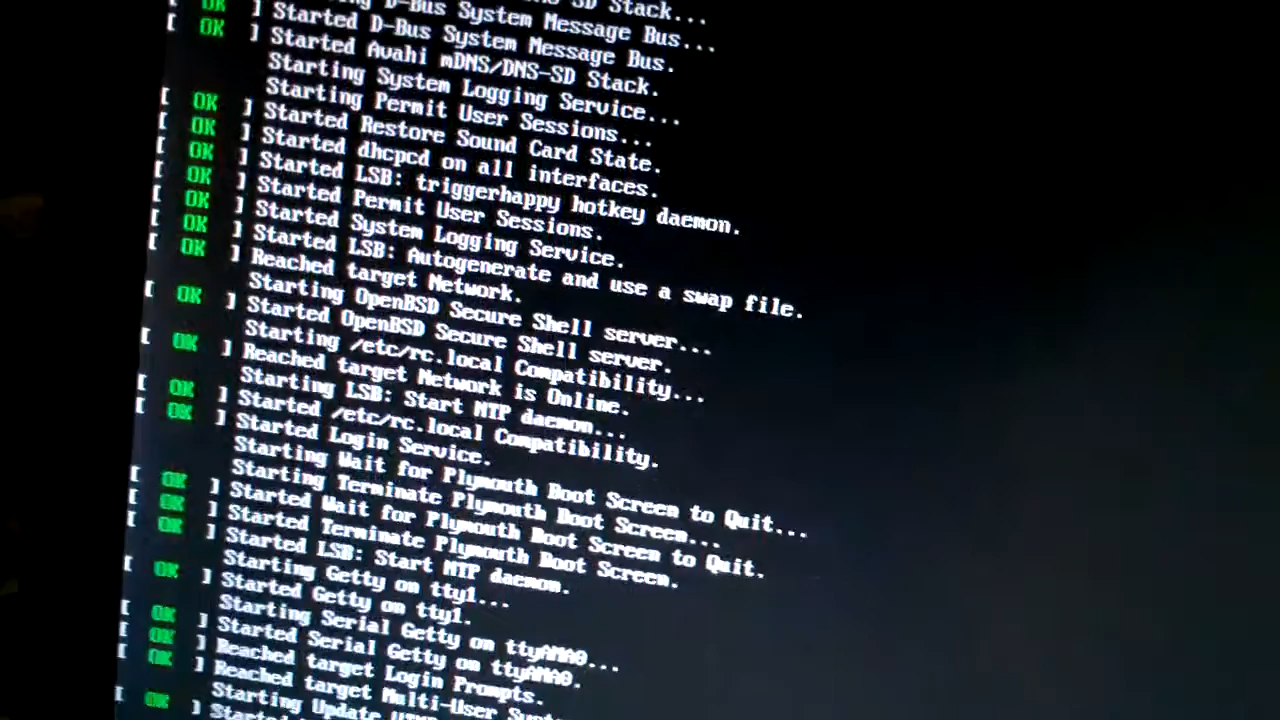 SD Stack...
D-Bus System Message Bus...
[ OK ] Started D-Bus System Message Bus.
[ OK ] Started Avahi mDNS/DNS-SD Stack.
Starting System Logging Service...
Starting Permit User Sessions...
[ OK ] Started Restore Sound Card State.
[ OK ] Started dhcpcd on all interfaces.
[ OK ] Started LSB: triggerhappy hotkey daemon.
[ OK ] Started Permit User Sessions.
[ OK ] Started System Logging Service.
[ OK ] Started LSB: Autogenerate and use a swap file.
[ OK ] Reached target Network.
Starting OpenBSD Secure Shell server...
[ OK ] Started OpenBSD Secure Shell server.
Starting /etc/rc.local Compatibility...
[ OK ] Reached target Network is Online.
Starting LSB: Start NTP daemon...
[ OK ] Started /etc/rc.local Compatibility.
[ OK ] Started Login Service.
Starting Wait for Plymouth Boot Screen to Quit...
Starting Terminate Plymouth Boot Screen...
[ OK ] Started Wait for Plymouth Boot Screen to Quit.
[ OK ] Started Terminate Plymouth Boot Screen.
[ OK ] Started LSB: Start NTP daemon.
Starting Getty on tty1...
[ OK ] Started Getty on tty1.
Starting Serial Getty on ttyAMA0...
[ OK ] Started Serial Getty on ttyAMA0.
[ OK ] Reached target Login Prompts.
[ OK ] Reached target Multi-User
Starting Update
[ OK ] Started